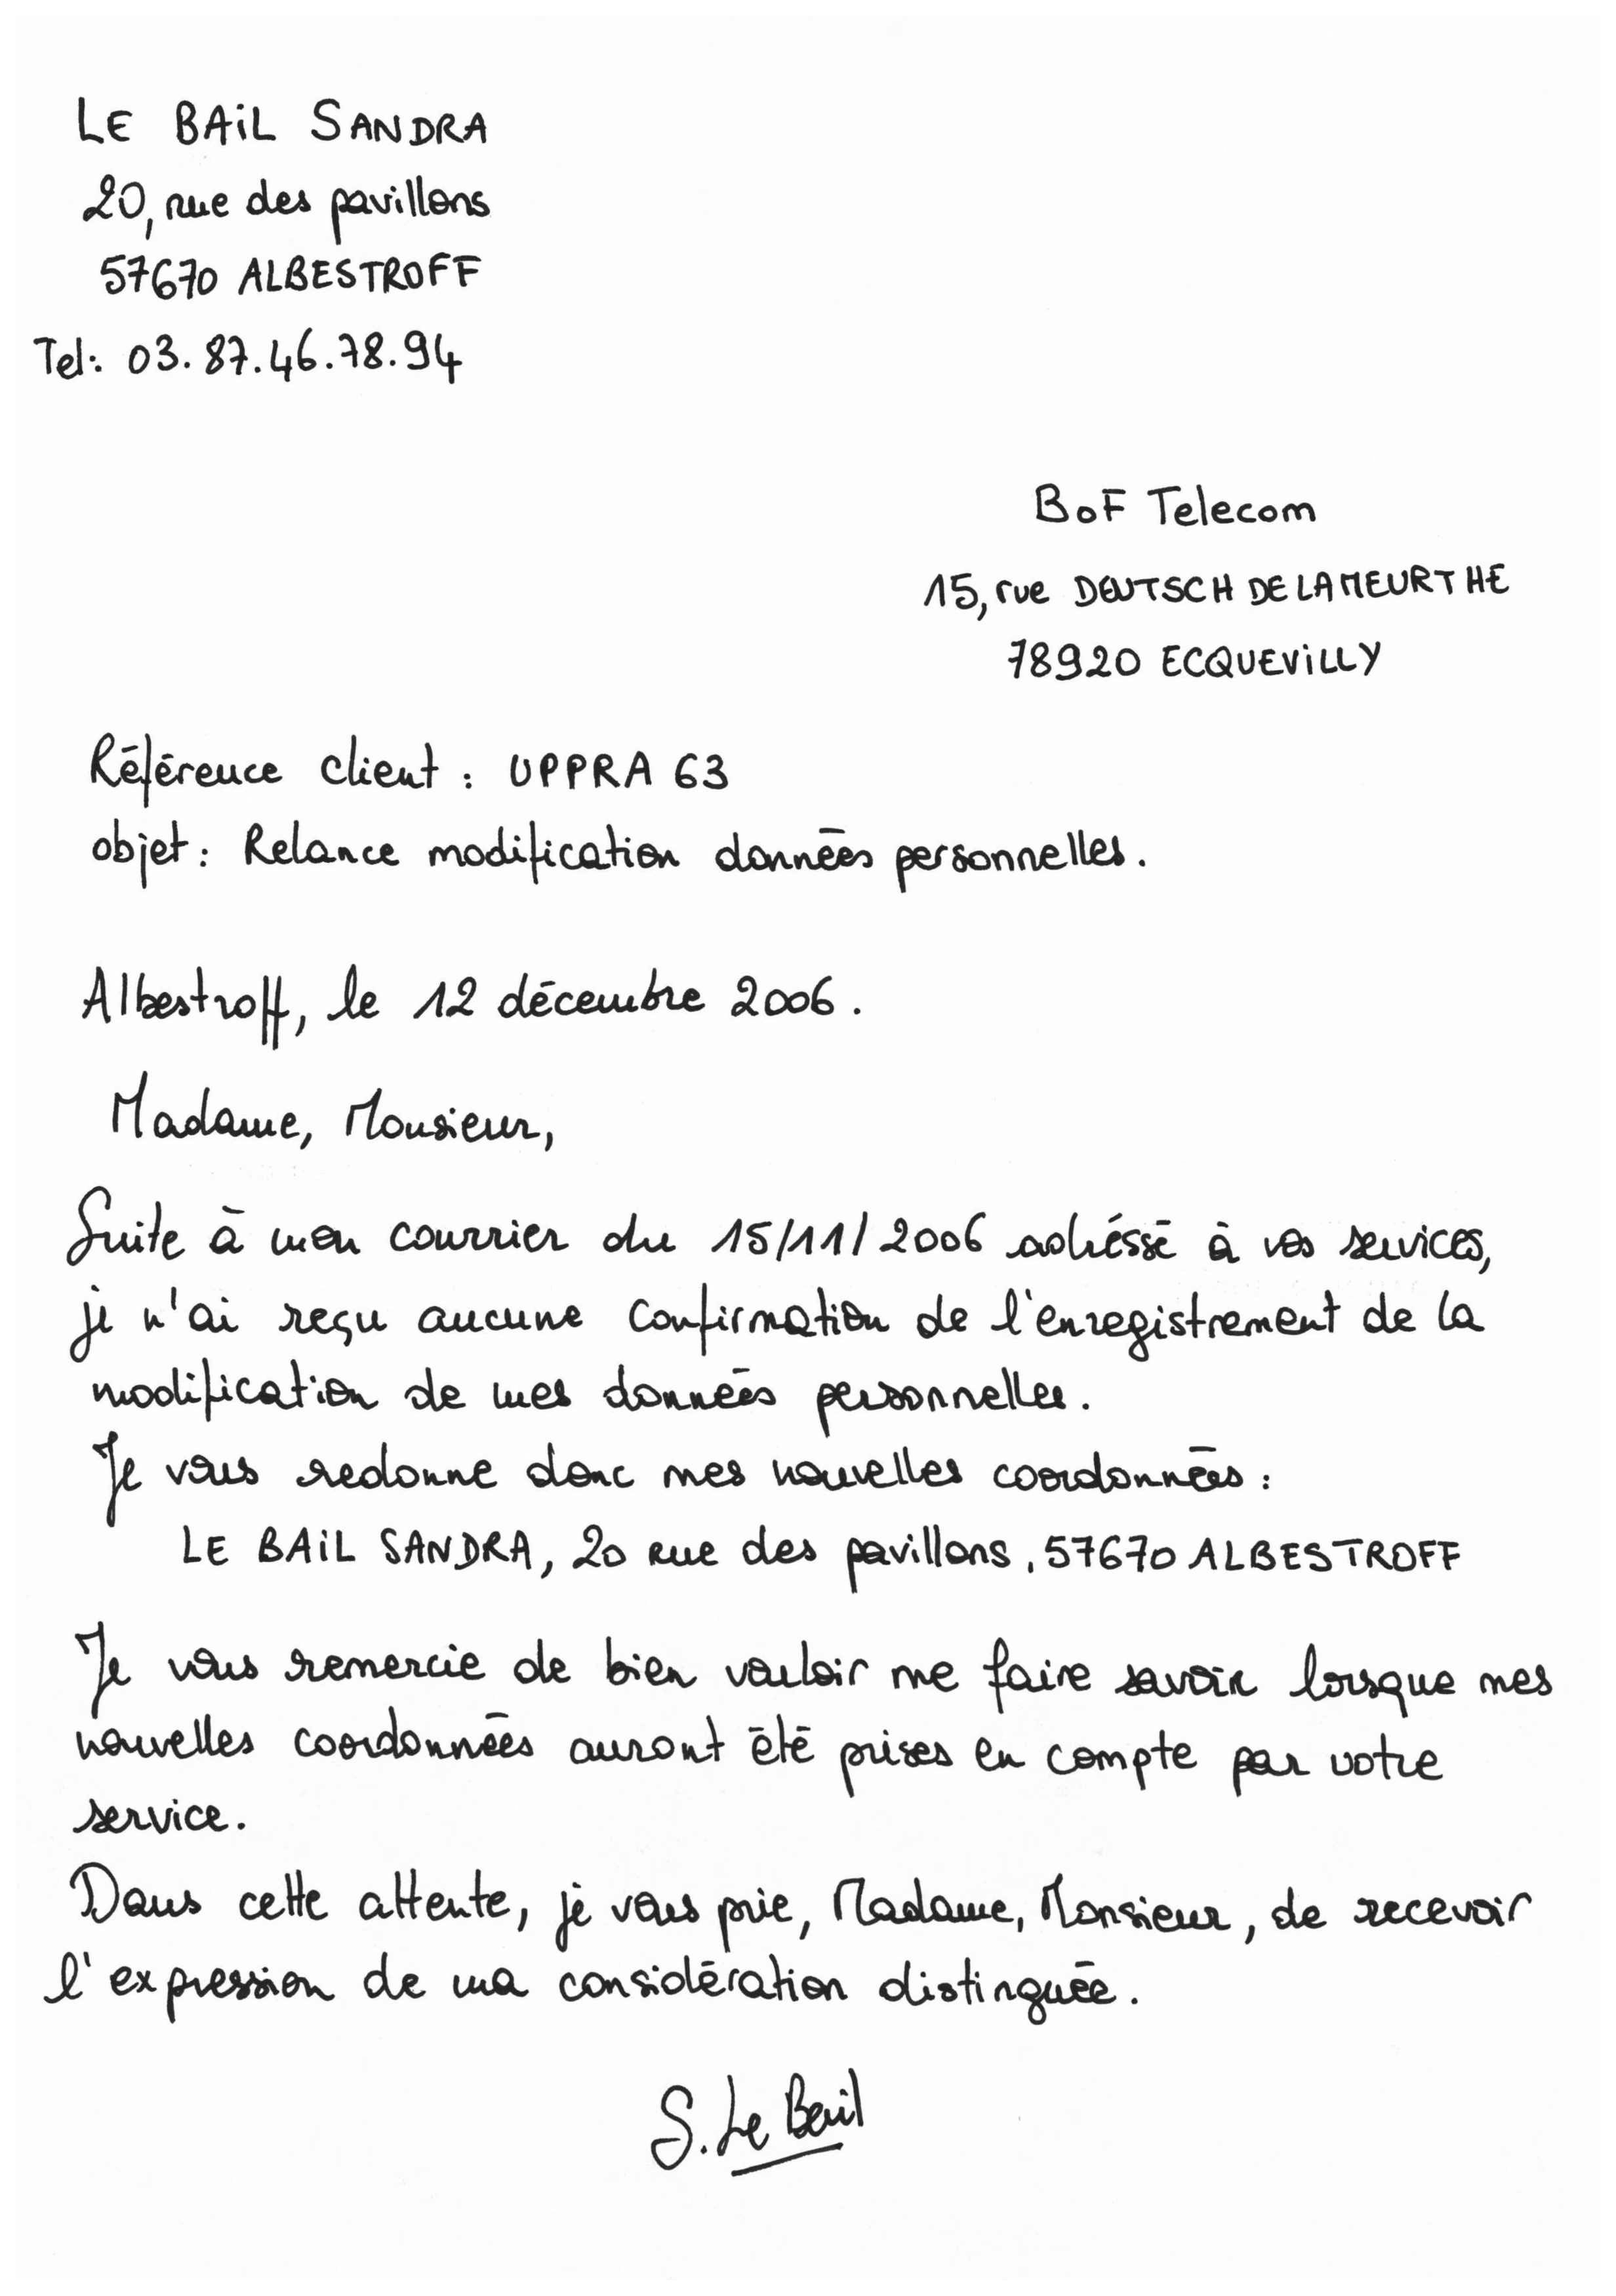 LE BAiL SANDRA
20, rue des pavillons
57670 ALBESTROFF
Tel: 03.87.46.78.94
BoF Telecom
15, rue DEUTSCH DE LA MEURTHE
78920 ECQUEViLLY
Référence client : UPPRA 63
objet : Relance modification données personnelles.
Albestroff, le 12 décembre 2006.
Madame, Monsieur,
Suite à mon courrier du 15/11/2006 adréssé à vos services,
je n'ai reçu aucune confirmation de l'enregistrement de la
modification de mes données personnelles.
Je vous redonne donc mes nouvelles coordonnées :
LE BAiL SANDRA, 20 rue des pavillons, 57670 ALBESTROFF
Je vous remercie de bien vouloir me faire savoir lorsque mes
nouvelles coordonnées auront été prises en compte par votre
service.
Dans cette attente, je vous prie, Madame, Monsieur, de recevoir
l'expression de ma considération distinguée.
S. Le Bail